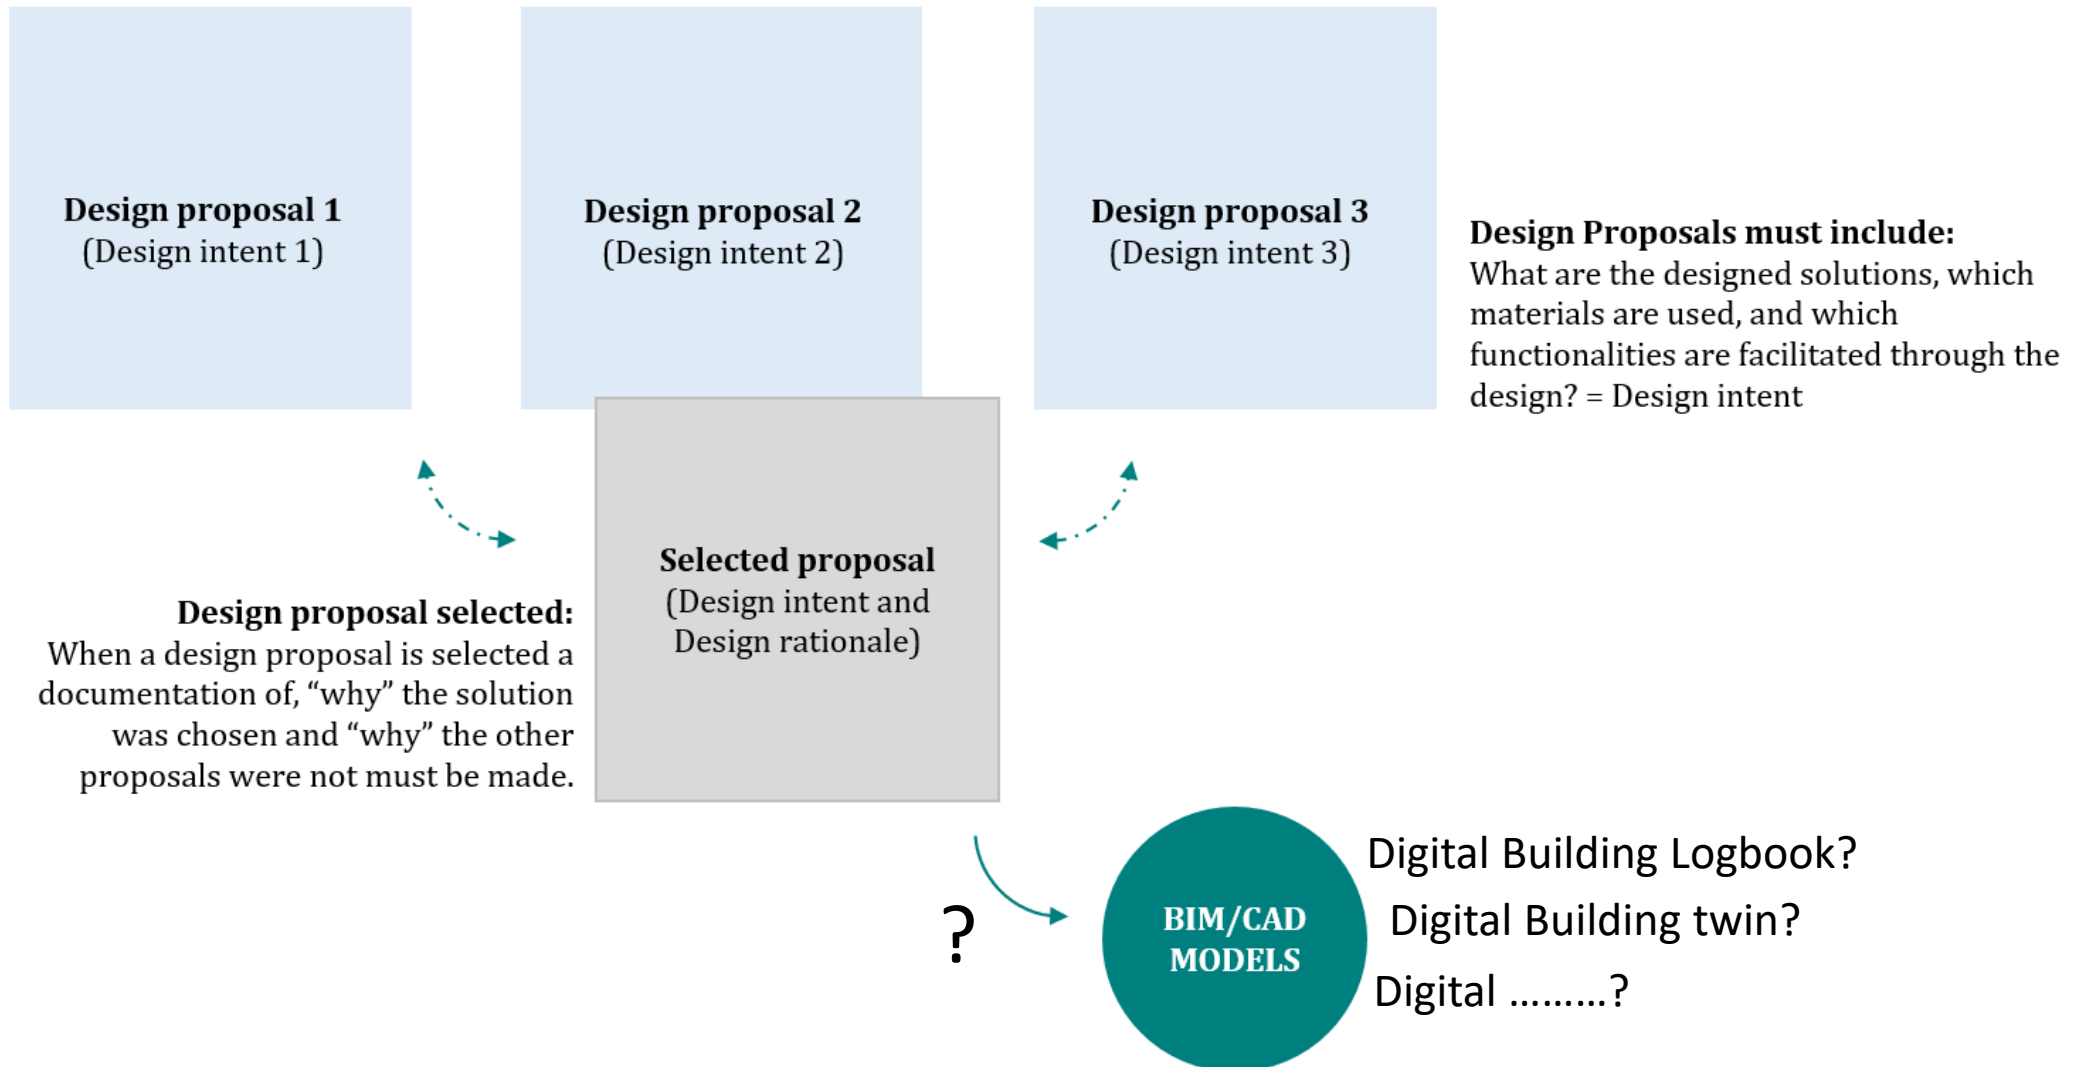 Design proposal 1
(Design intent 1)
Design proposal 2
(Design intent 2)
Design proposal 3
(Design intent 3)
Design Proposals must include:
What are the designed solutions, which
materials are used, and which
functionalities are facilitated through the
design? = Design intent
Selected proposal
(Design intent and
Design rationale)
Design proposal selected:
When a design proposal is selected a
documentation of, “why” the solution
was chosen and “why” the other
proposals were not must be made.
?
BIM/CAD
MODELS
Digital Building Logbook?
Digital Building twin?
Digital ………?